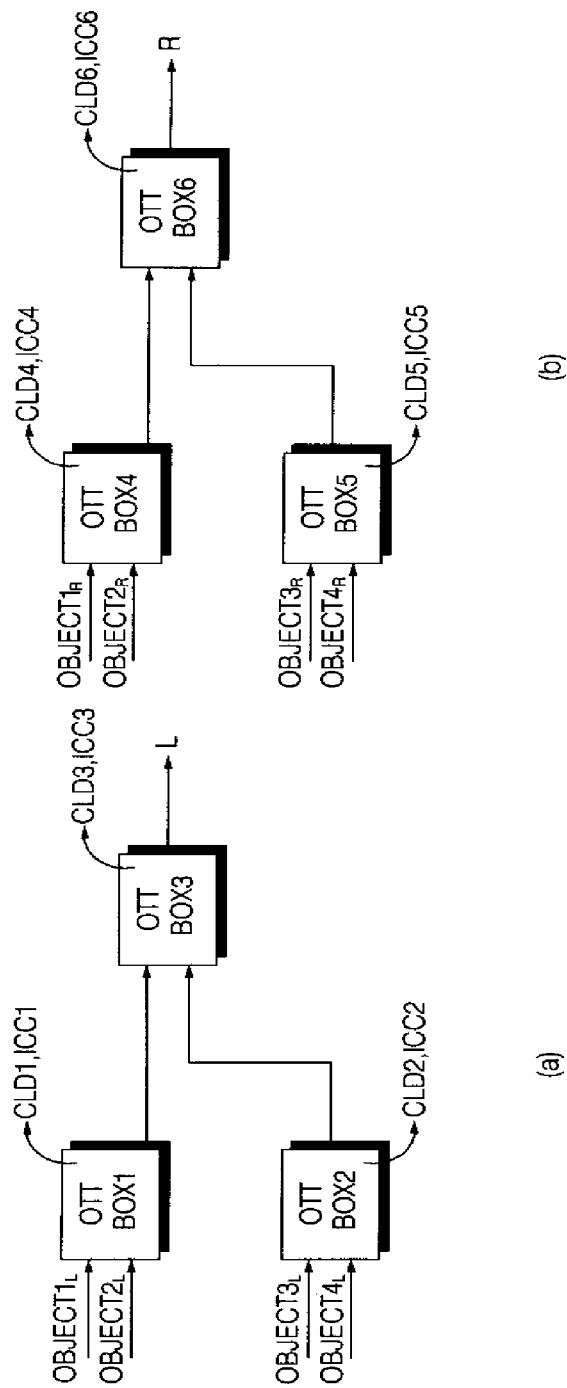 OBJECT1L
OBJECT2L
OTT
BOX1
CLD1,ICC1
OBJECT3L
OBJECT4L
OTT
BOX2
CLD2,ICC2
OTT
BOX3
CLD3,ICC3
L
(a)
OBJECT1R
OBJECT2R
OTT
BOX4
CLD4,ICC4
OBJECT3R
OBJECT4R
OTT
BOX5
CLD5,ICC5
OTT
BOX6
CLD6,ICC6
R
(b)